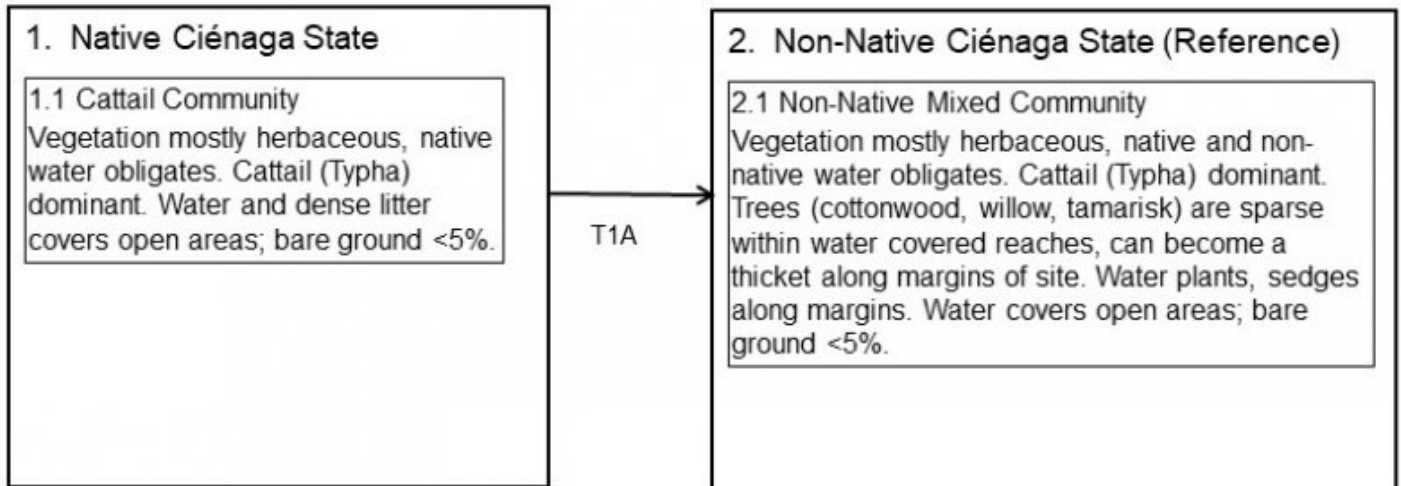 1. Native Ciénaga State
1.1 Cattail Community
Vegetation mostly herbaceous, native
water obligates. Cattail (Typha)
dominant. Water and dense litter
covers open areas; bare ground <5%.
T1A
2. Non-Native Ciénaga State (Reference)
2.1 Non-Native Mixed Community
Vegetation mostly herbaceous, native and non-
native water obligates. Cattail (Typha) dominant.
Trees (cottonwood, willow, tamarisk) are sparse
within water covered reaches, can become a
thicket along margins of site. Water plants, sedges
along margins. Water covers open areas; bare
ground <5%.